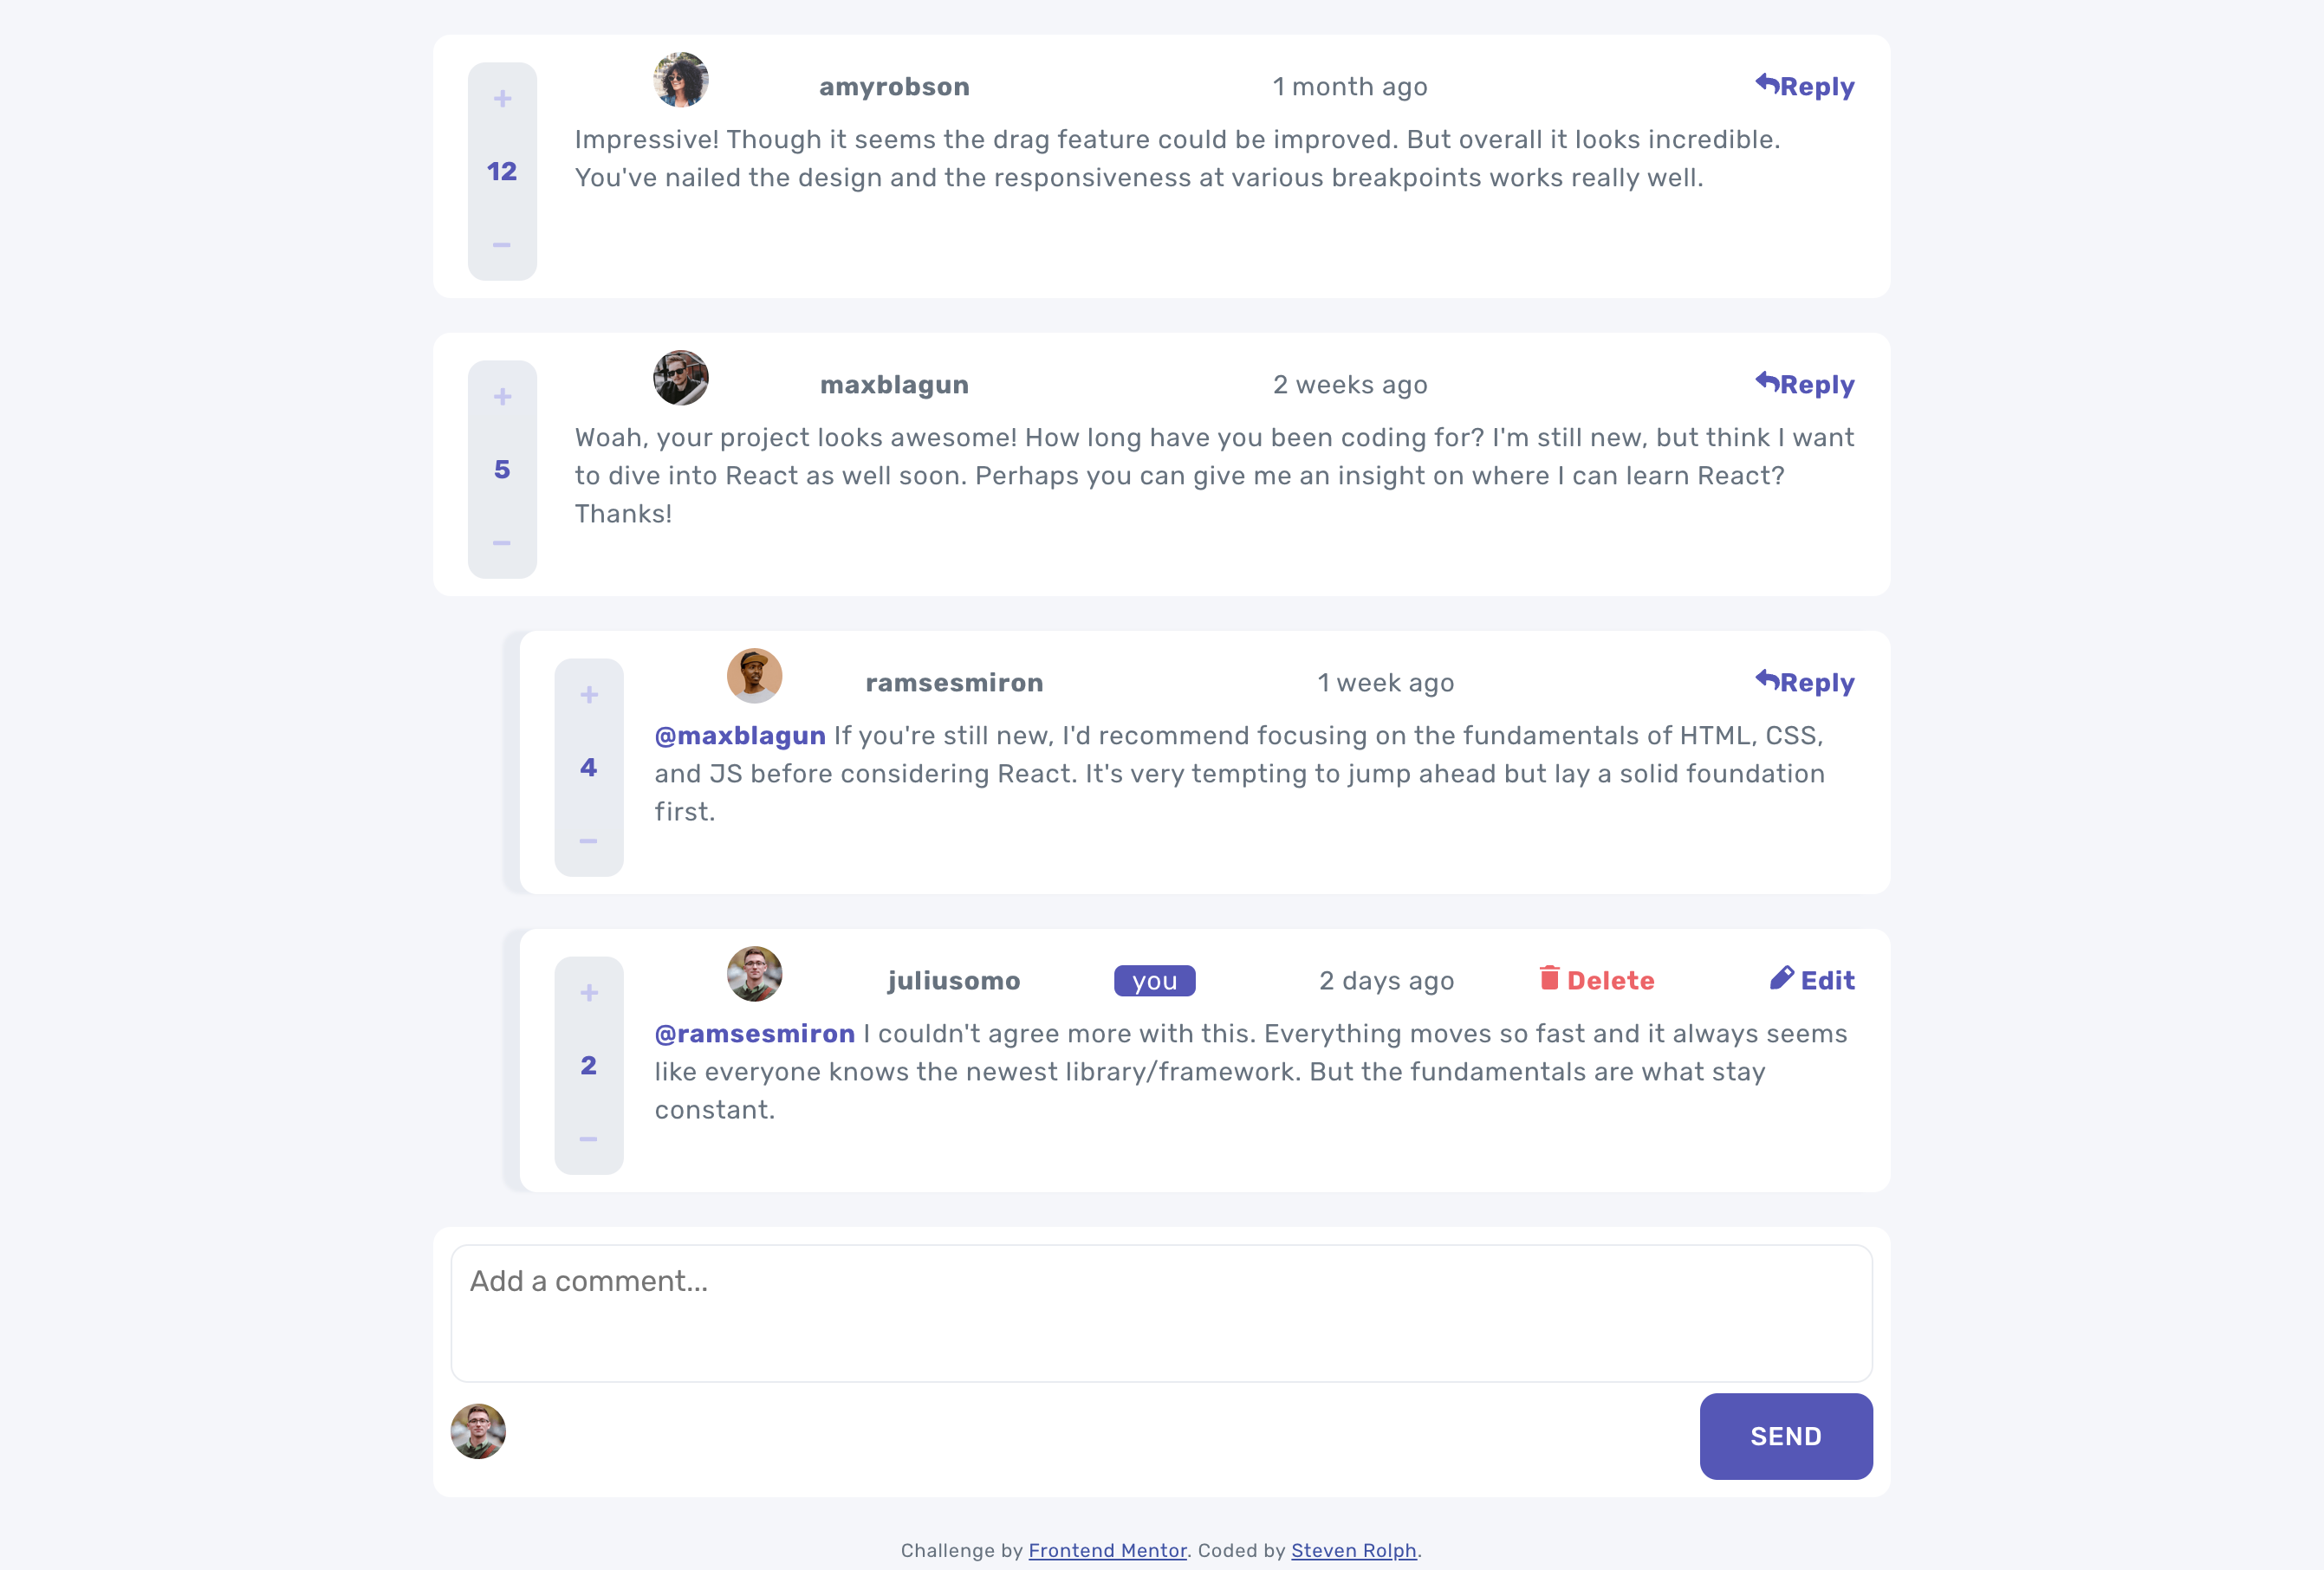 +
amyrobson 1 month ago Reply
Impressive! Though it seems the drag feature could be improved. But overall it looks incredible.
12
You've nailed the design and the responsiveness at various breakpoints works really well.
−
+
maxblagun 2 weeks ago Reply
Woah, your project looks awesome! How long have you been coding for? I'm still new, but think I want
5
to dive into React as well soon. Perhaps you can give me an insight on where I can learn React?
Thanks!
−
+
ramsesmiron 1 week ago Reply
@maxblagun If you're still new, I'd recommend focusing on the fundamentals of HTML, CSS,
4
and JS before considering React. It's very tempting to jump ahead but lay a solid foundation
first.
−
+
juliusomo you 2 days ago Delete Edit
@ramsesmiron I couldn't agree more with this. Everything moves so fast and it always seems
2
like everyone knows the newest library/framework. But the fundamentals are what stay
constant.
−
Add a comment...
SEND
Challenge by Frontend Mentor. Coded by Steven Rolph.